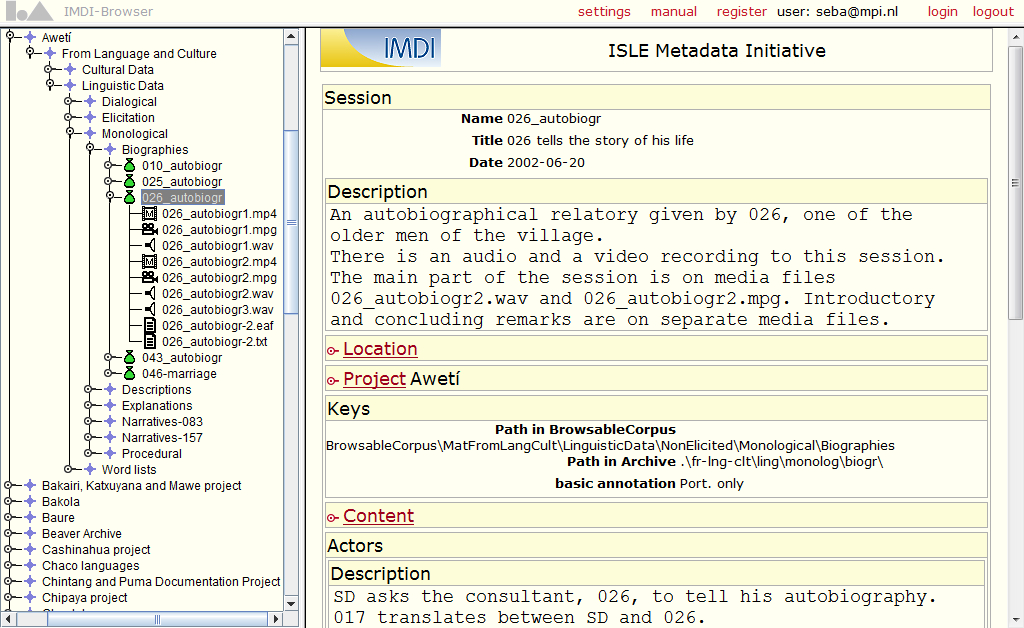 IMDI-Browser
settings manual register user: seba@mpi.nl login logout
Awetí
From Language and Culture
Cultural Data
Linguistic Data
Dialogical
Elicitation
Monological
Biographies
010_autobiogr
025_autobiogr
026_autobiogr
026_autobiogr1.mp4
026_autobiogr1.mpg
026_autobiogr1.wav
026_autobiogr2.mp4
026_autobiogr2.mpg
026_autobiogr2.wav
026_autobiogr3.wav
026_autobiogr-2.eaf
026_autobiogr-2.txt
043_autobiogr
046-marriage
Descriptions
Explanations
Narratives-083
Narratives-157
Procedural
Word lists
Bakairi, Katxuyana and Mawe project
Bakola
Baure
Beaver Archive
Cashinahua project
Chaco languages
Chintang and Puma Documentation Project
Chipaya project
IMDI
ISLE Metadata Initiative
Session
Name 026_autobiogr
Title 026 tells the story of his life
Date 2002-06-20
Description
An autobiographical relatory given by 026, one of the
older men of the village.
There is an audio and a video recording to this session.
The main part of the session is on media files
026_autobiogr2.wav and 026_autobiogr2.mpg. Introductory
and concluding remarks are on separate media files.
Location
Project Awetí
Keys
Path in BrowsableCorpus
BrowsableCorpus\MatFromLangCult\LinguisticData\NonElicited\Monological\Biographies
Path in Archive .\fr-lng-clt\ling\monolog\biogr\
basic annotation Port. only
Content
Actors
Description
SD asks the consultant, 026, to tell his autobiography.
017 translates between SD and 026.